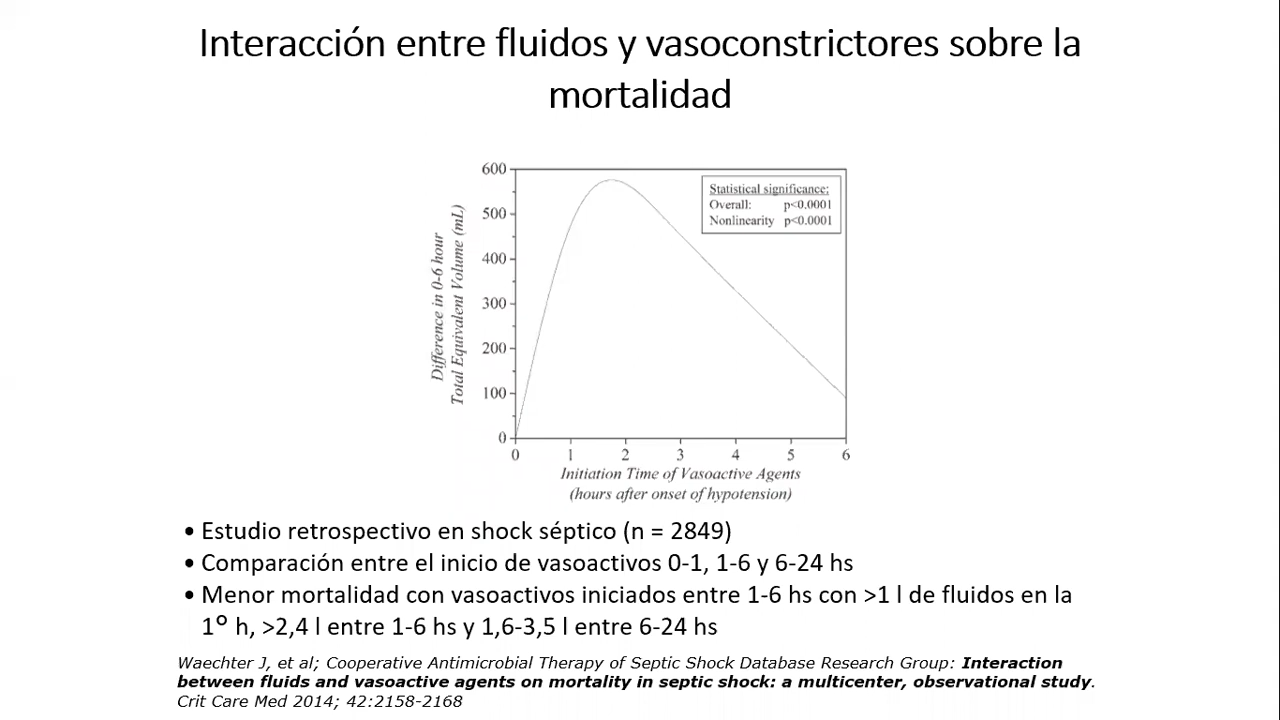 Interacción entre fluidos y vasoconstrictores sobre la
mortalidad
600
500
400
300
200
100
0
Difference in 0-6 hour
Total Equivalent Volume (mL)
Statistical significance:
Overall: p<0.0001
Nonlinearity p<0.0001
0 1 2 3 4 5 6
Initiation Time of Vasoactive Agents
(hours after onset of hypotension)
• Estudio retrospectivo en shock séptico (n = 2849)
• Comparación entre el inicio de vasoactivos 0-1, 1-6 y 6-24 hs
• Menor mortalidad con vasoactivos iniciados entre 1-6 hs con >1 l de fluidos en la
1º h, >2,4 l entre 1-6 hs y 1,6-3,5 l entre 6-24 hs
Waechter J, et al; Cooperative Antimicrobial Therapy of Septic Shock Database Research Group: Interaction
between fluids and vasoactive agents on mortality in septic shock: a multicenter, observational study.
Crit Care Med 2014; 42:2158-2168